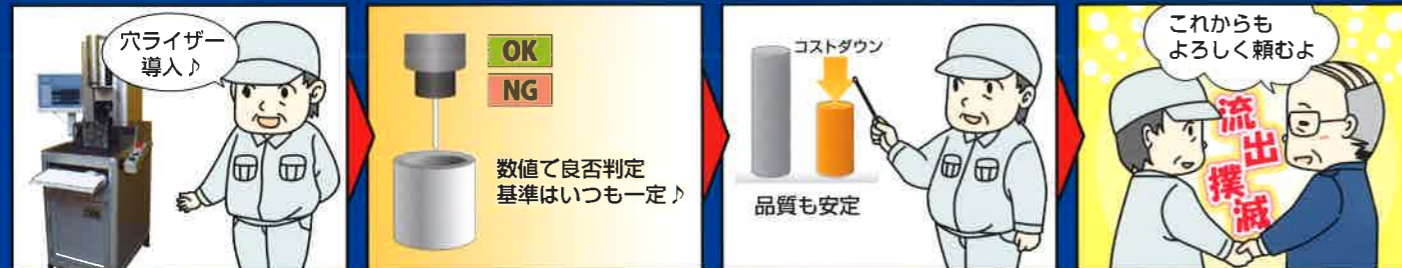 穴ライザー
導入♪
OK
NG
数値で良否判定
基準はいつも一定♪
コストダウン
品質も安定
これからも
よろしく頼むよ
流出撲滅